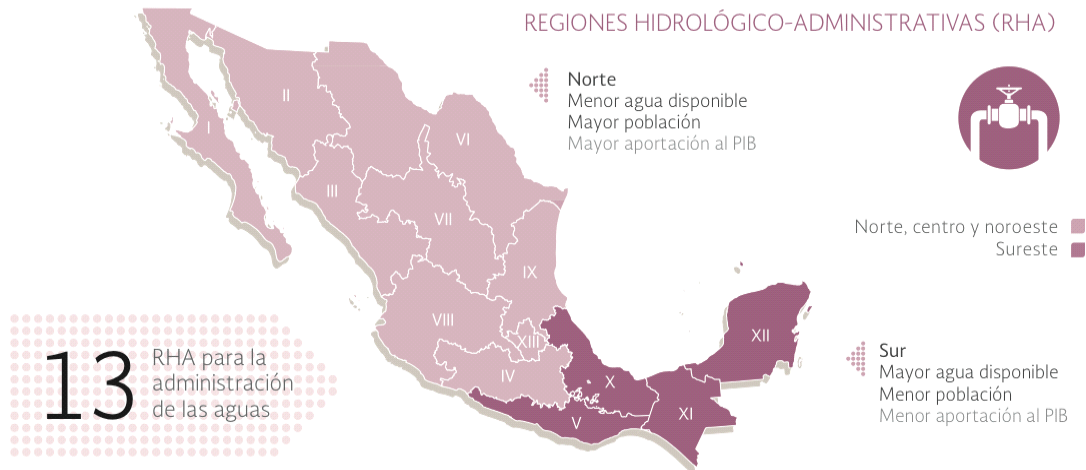 REGIONES HIDROLÓGICO-ADMINISTRATIVAS (RHA)
Norte
Menor agua disponible
Mayor población
Mayor aportación al PIB
Norte, centro y noroeste
Sureste
I
II
III
VI
VII
IX
VIII
XIII
IV
X
V
XI
XII
13
RHA para la
administración
de las aguas
Sur
Mayor agua disponible
Menor población
Menor aportación al PIB